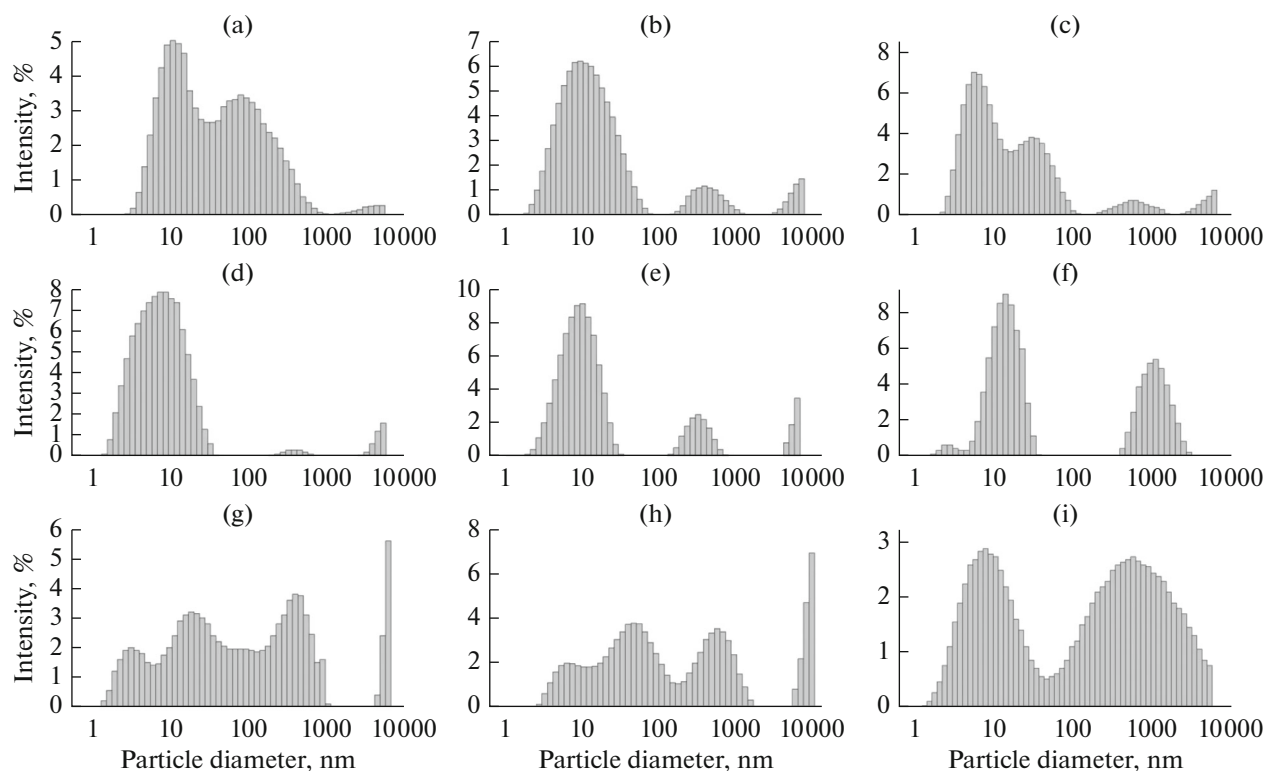 (a) (b) (c)
Intensity, %
5 4 3 2 1 0
7 6 5 4 3 2 1 0
8 6 4 2 0
1 10 100 1000 10000 1 10 100 1000 10000 1 10 100 1000 10000
(d) (e) (f)
Intensity, %
8 7 6 5 4 3 2 1 0
10 8 6 4 2 0
8 6 4 2 0
1 10 100 1000 10000 1 10 100 1000 10000 1 10 100 1000 10000
(g) (h) (i)
Intensity, %
6 5 4 3 2 1 0
8 6 4 2 0
3 2 1 0
1 10 100 1000 10000 1 10 100 1000 10000 1 10 100 1000 10000
Particle diameter, nm Particle diameter, nm Particle diameter, nm